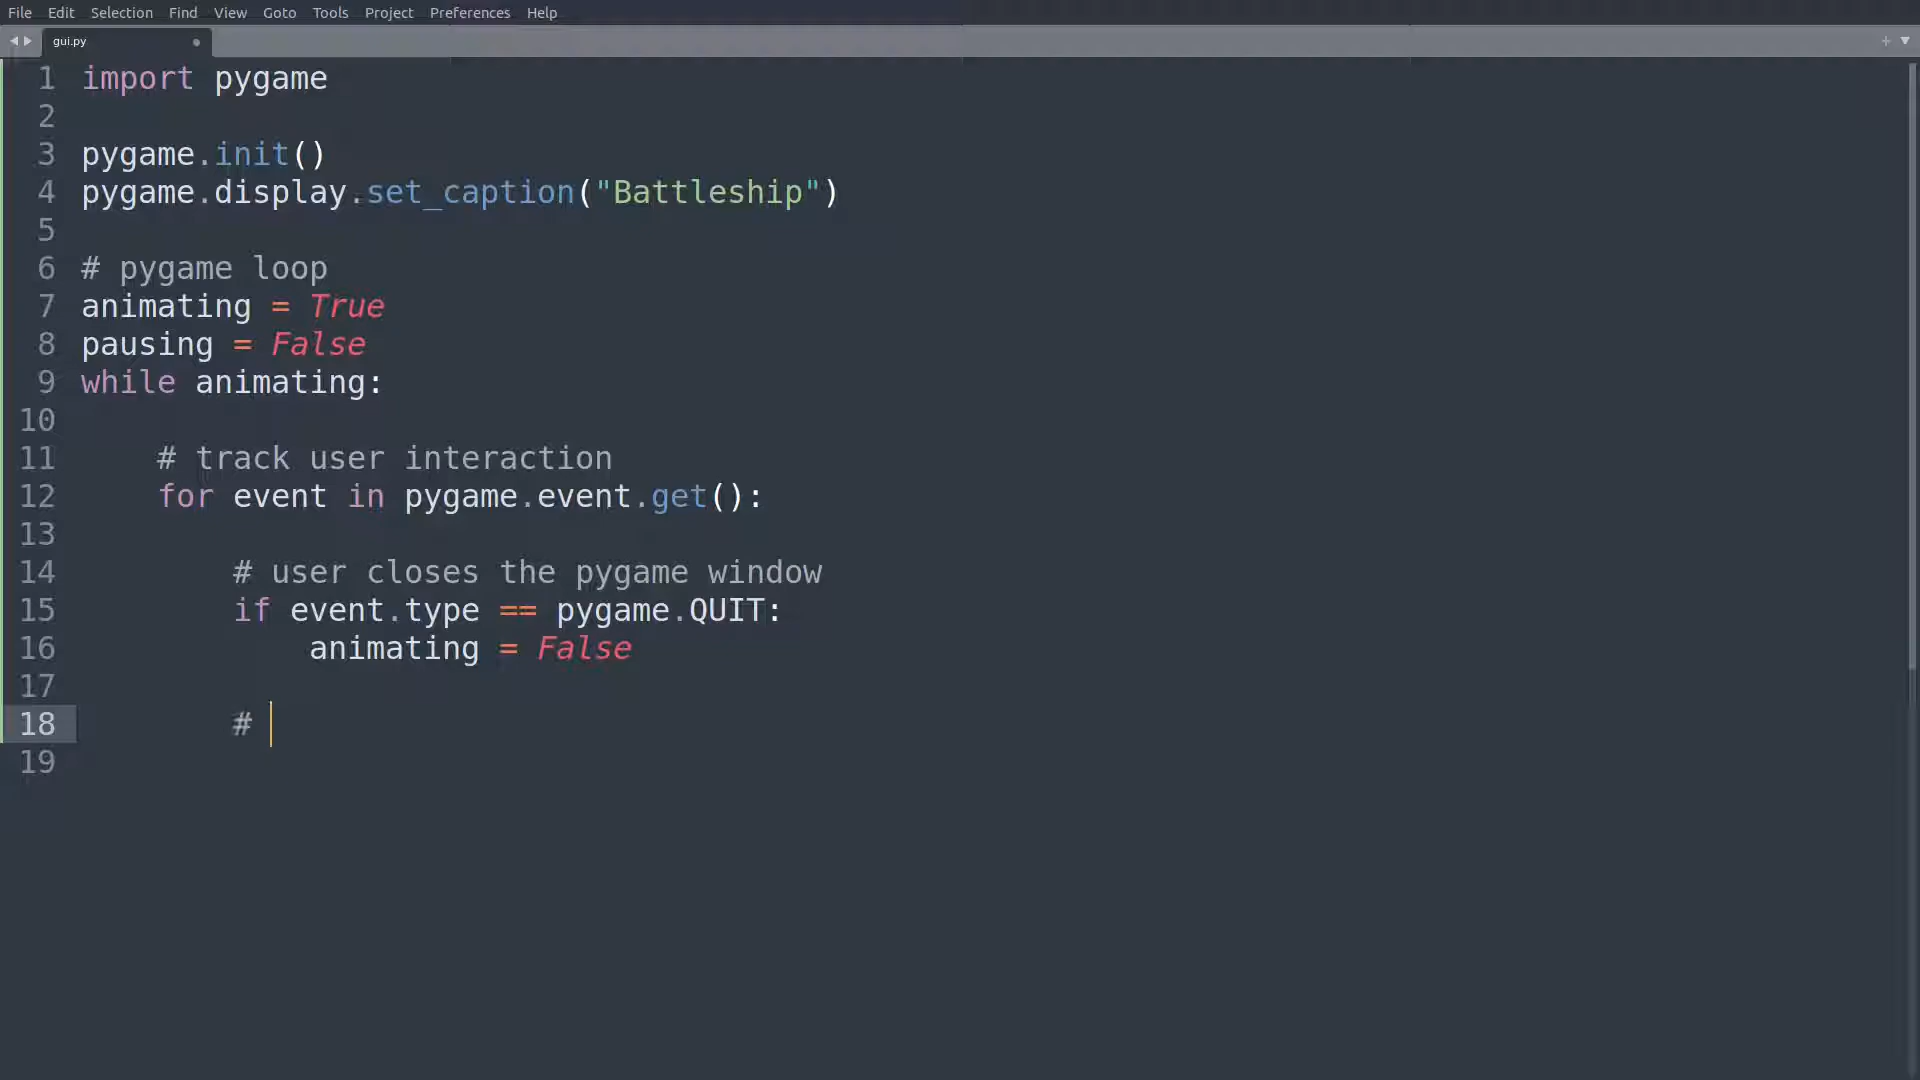 File Edit Selection Find View Goto Tools Project Preferences Help
gui.py
1 import pygame
2
3 pygame.init()
4 pygame.display.set_caption("Battleship")
5
6 # pygame loop
7 animating = True
8 pausing = False
9 while animating:
10
11     # track user interaction
12     for event in pygame.event.get():
13
14         # user closes the pygame window
15         if event.type == pygame.QUIT:
16             animating = False
17
18         #
19